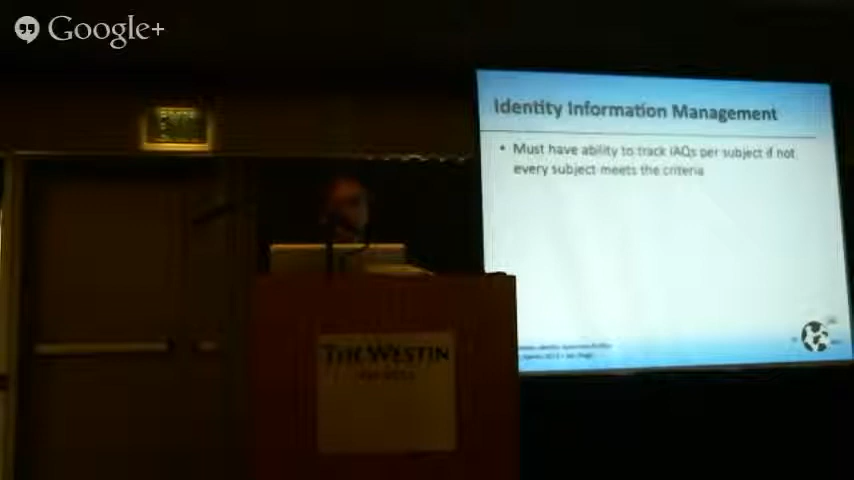 Google+
Identity Information Management
• Must have ability to track IAQs per subject if not
every subject meets the criteria
THE WESTIN